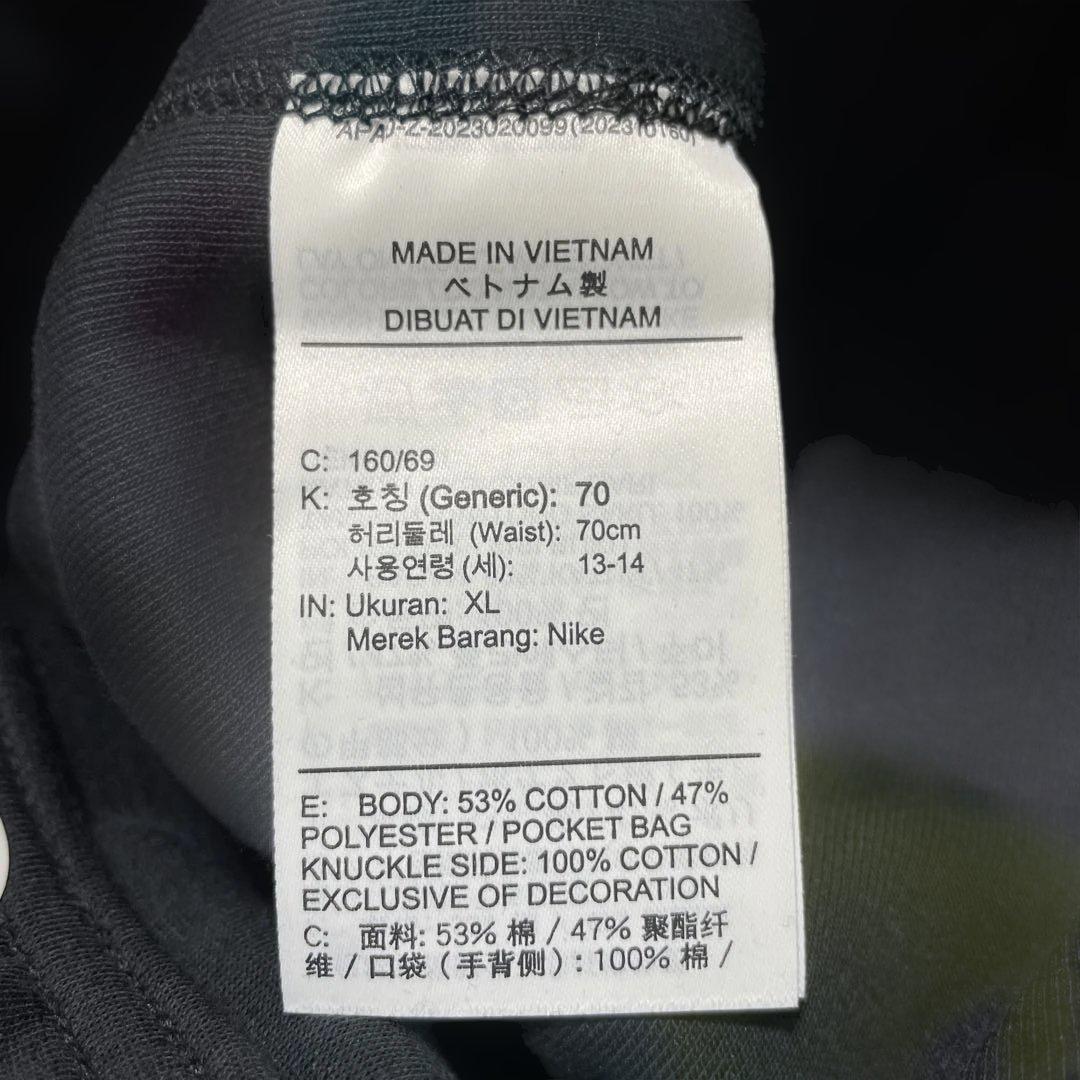 MADE IN VIETNAM
ベトナム製
DIBUAT DI VIETNAM
C: 160/69
K: 호칭 (Generic): 70
허리둘레 (Waist): 70cm
사용연령 (세): 13-14
IN: Ukuran: XL
Merek Barang: Nike
E: BODY: 53% COTTON / 47%
POLYESTER / POCKET BAG
KNUCKLE SIDE: 100% COTTON /
EXCLUSIVE OF DECORATION
C: 面料: 53% 棉 / 47% 聚酯纤
维 / 口袋 (手背侧) : 100% 棉 /